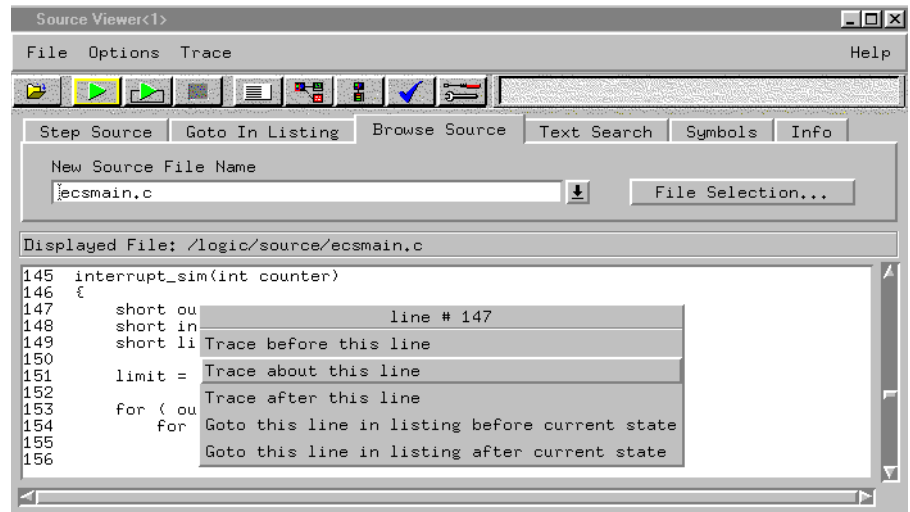 Source Viewer<1>
File Options Trace Help
Step Source Goto In Listing Browse Source Text Search Symbols Info
New Source File Name
ecsmain.c
File Selection...
Displayed File: /logic/source/ecsmain.c
145 interrupt_sim(int counter)
146 {
147 short ou
148 short in
149 short li
150
151 limit =
152
153 for ( ou
154 for
155
156
line # 147
Trace before this line
Trace about this line
Trace after this line
Goto this line in listing before current state
Goto this line in listing after current state